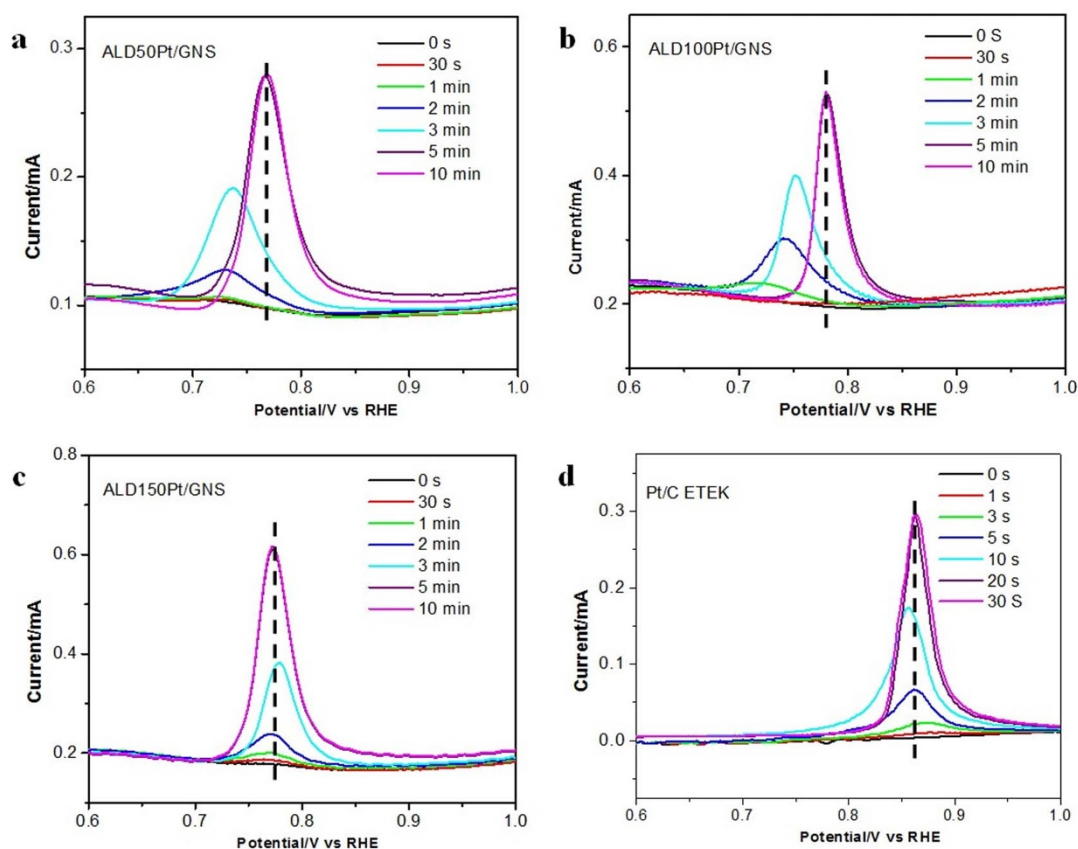 a
ALD50Pt/GNS
0 s
30 s
1 min
2 min
3 min
5 min
10 min
0.3
0.2
0.1
Current/mA
0.6 0.7 0.8 0.9 1.0
Potential/V vs RHE
b
ALD100Pt/GNS
0 S
30 s
1 min
2 min
3 min
5 min
10 min
0.6
0.4
0.2
Current/mA
0.6 0.7 0.8 0.9 1.0
Potential/V vs RHE
c
ALD150Pt/GNS
0 s
30 s
1 min
2 min
3 min
5 min
10 min
0.8
0.6
0.4
0.2
Current/mA
0.6 0.7 0.8 0.9 1.0
Potential/V vs RHE
d
Pt/C ETEK
0 s
1 s
3 s
5 s
10 s
20 s
30 S
0.3
0.2
0.1
0.0
Current/mA
0.6 0.7 0.8 0.9 1.0
Potential/V vs RHE